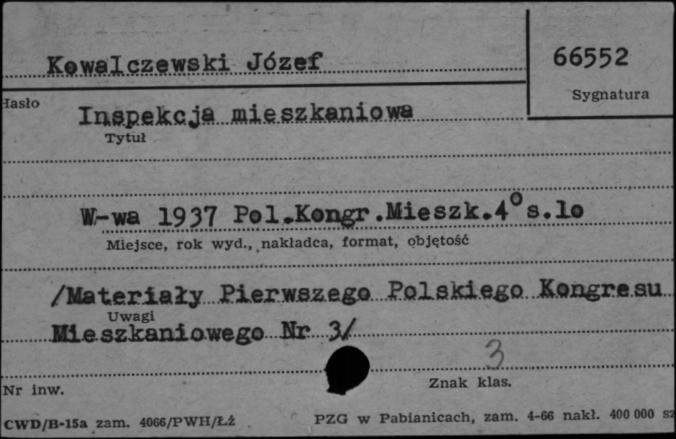 Kowalczewski Józef
66552
Hasło
Sygnatura
Inspekcja mieszkaniowa
Tytuł
W-wa 1937 Pol.Kongr.Mieszk.4° s.lo
Miejsce, rok wyd., nakładca, format, objętość
/Materiały Pierwszego Polskiego Kongresu
Uwagi
Mieszkaniowego Nr 3/
3
Nr inw.
Znak klas.
CWD/B-15a zam. 4066/PWH/Łż
PZG w Pabianicach, zam. 4-66 nakł. 400 000 sz